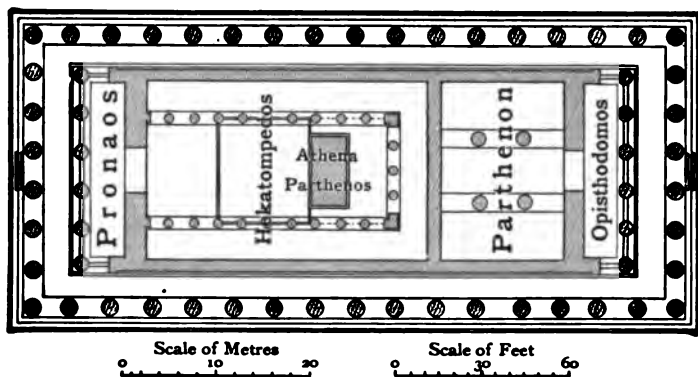 Pronaos
Hekatompedos
Athena
Parthenos
Parthenon
Opisthodomos
Scale of Metres
0 10 20
Scale of Feet
0 30 60